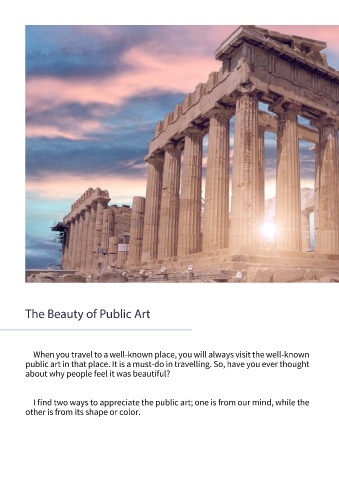 The Beauty of Public Art
When you travel to a well-known place, you will always visit the well-known
public art in that place. It is a must-do in travelling. So, have you ever thought
about why people feel it was beautiful?
I find two ways to appreciate the public art; one is from our mind, while the
other is from its shape or color.